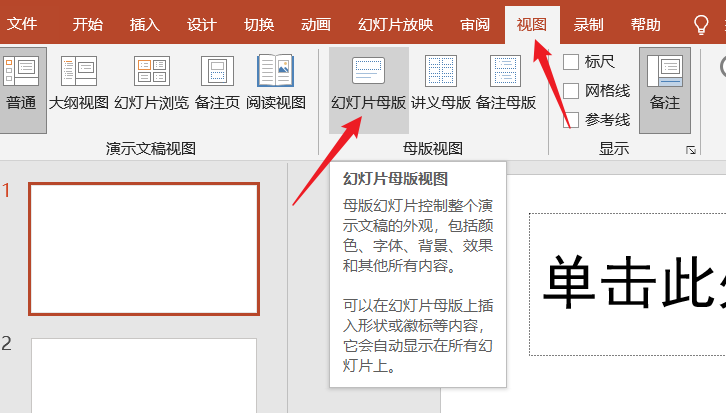 文件 开始 插入 设计 切换 动画 幻灯片放映 审阅 视图 录制 帮助
普通 大纲视图 幻灯片浏览 备注页 阅读视图
演示文稿视图
幻灯片母版 讲义母版 备注母版
母版视图
标尺
网格线
参考线
显示
备注
1
2
幻灯片母版视图
母版幻灯片控制整个演
示文稿的外观，包括颜
色、字体、背景、效果
和其他所有内容。
可以在幻灯片母版上插
入形状或徽标等内容，
它会自动显示在所有幻
灯片上。
单击此